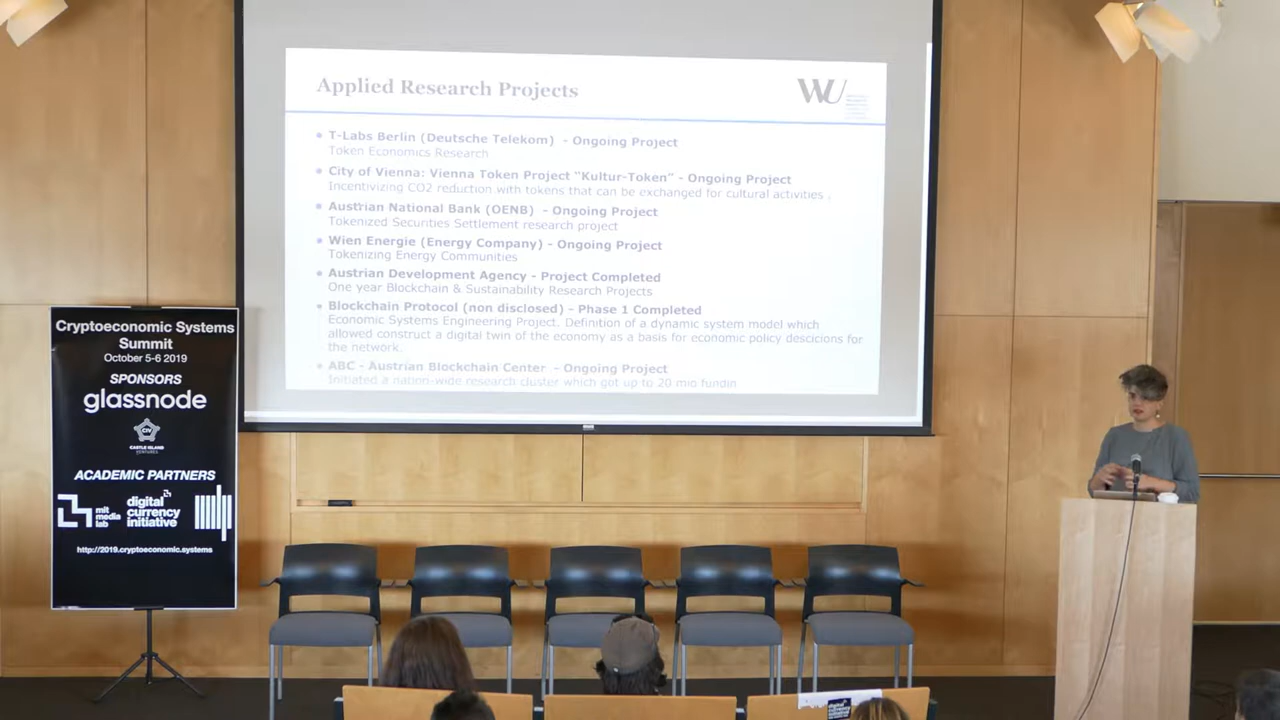 Applied Research Projects
WU
T-Labs Berlin (Deutsche Telekom) - Ongoing Project
Token Economics Research
City of Vienna: Vienna Token Project "Kultur-Token" - Ongoing Project
Incentivizing CO2 reduction with tokens that can be exchanged for cultural activities .
Austrian National Bank (OENB) - Ongoing Project
Tokenized Securities Settlement research project
Wien Energie (Energy Company) - Ongoing Project
Tokenizing Energy Communities
Austrian Development Agency - Project Completed
One year Blockchain & Sustainability Research Projects
Blockchain Protocol (non disclosed) - Phase 1 Completed
Economic Systems Engineering Project. Definition of a dynamic system model which
allowed construct a digital twin of the economy as a basis for economic policy descicions for
the network.
ABC - Austrian Blockchain Center - Ongoing Project
Initiated a nation-wide research cluster which got up to 20 mio fundin
Cryptoeconomic Systems
Summit
October 5-6 2019
SPONSORS
glassnode
CIV
CASTLE ISLAND
VENTURES
ACADEMIC PARTNERS
mit
media
lab
digital
currency
initiative
http://2019.cryptoeconomic.systems
digital
currency
initiative